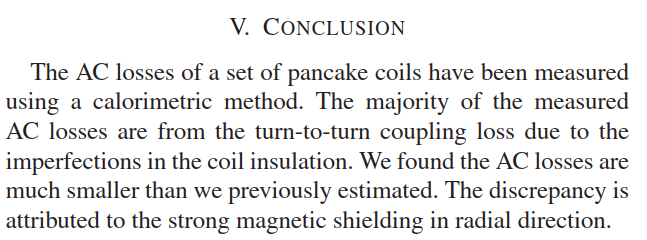 V. CONCLUSION
The AC losses of a set of pancake coils have been measured
using a calorimetric method. The majority of the measured
AC losses are from the turn-to-turn coupling loss due to the
imperfections in the coil insulation. We found the AC losses are
much smaller than we previously estimated. The discrepancy is
attributed to the strong magnetic shielding in radial direction.